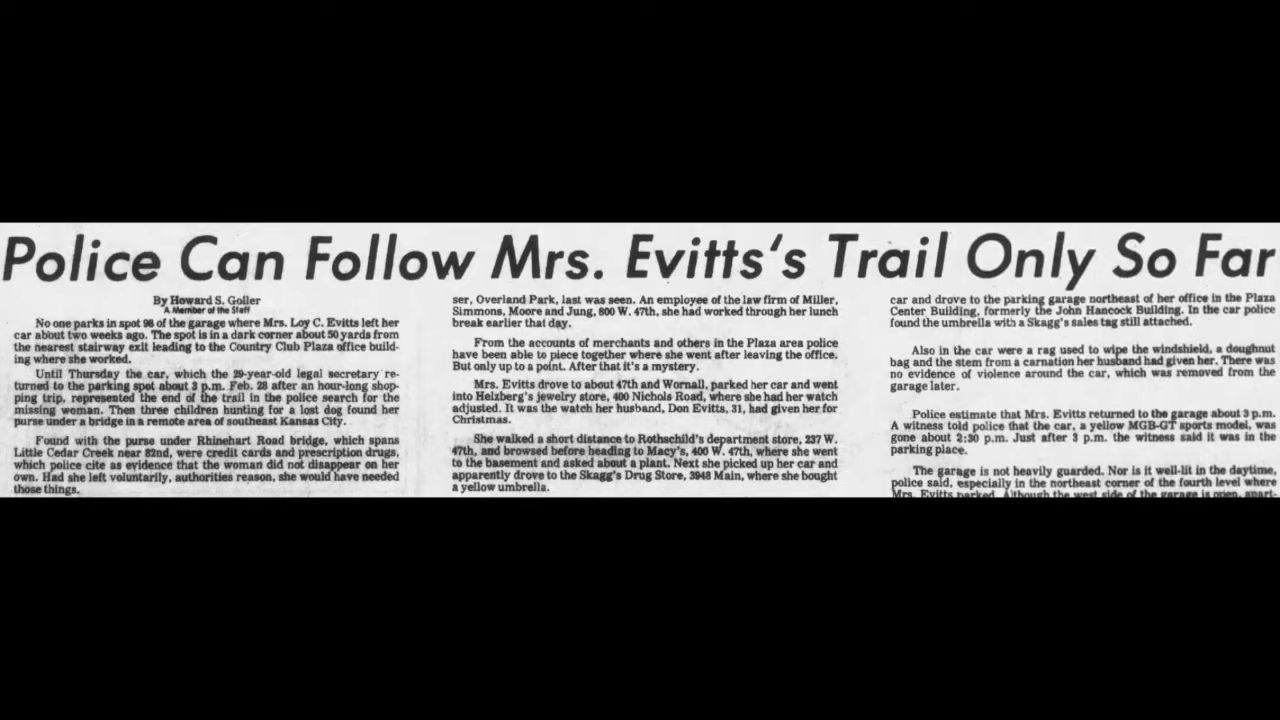 Police Can Follow Mrs. Evitts's Trail Only So Far
By Howard S. Goller
A Member of the Staff
No one parks in spot 96 of the garage where Mrs. Loy C. Evitts left her
car about two weeks ago. The spot is in a dark corner about 50 yards from
the nearest stairway exit leading to the Country Club Plaza office build-
ing where she worked.
Until Thursday the car, which the 29-year-old legal secretary re-
turned to the parking spot about 3 p.m. Feb. 28 after an hour-long shop-
ping trip, represented the end of the trail in the police search for the
missing woman. Then three children hunting for a lost dog found her
purse under a bridge in a remote area of southeast Kansas City.
Found with the purse under Rhinehart Road bridge, which spans
Little Cedar Creek near 82nd, were credit cards and prescription drugs,
which police cite as evidence that the woman did not disappear on her
own. Had she left voluntarily, authorities reason, she would have needed
those things.
ser, Overland Park, last was seen. An employee of the law firm of Miller,
Simmons, Moore and Jung, 800 W. 47th, she had worked through her lunch
break earlier that day.
From the accounts of merchants and others in the Plaza area police
have been able to piece together where she went after leaving the office.
But only up to a point. After that it's a mystery.
Mrs. Evitts drove to about 47th and Wornall, parked her car and went
into Helzberg's jewelry store, 400 Nichols Road, where she had her watch
adjusted. It was the watch her husband, Don Evitts, 31, had given her for
Christmas.
She walked a short distance to Rothschild's department store, 237 W.
47th, and browsed before heading to Macy's, 400 W. 47th, where she went
to the basement and asked about a plant. Next she picked up her car and
apparently drove to the Skagg's Drug Store, 3948 Main, where she bought
a yellow umbrella.
car and drove to the parking garage northeast of her office in the Plaza
Center Building, formerly the John Hancock Building. In the car police
found the umbrella with a Skagg's sales tag still attached.
Also in the car were a rag used to wipe the windshield, a doughnut
bag and the stem from a carnation her husband had given her. There was
no evidence of violence around the car, which was removed from the
garage later.
Police estimate that Mrs. Evitts returned to the garage about 3 p.m.
A witness told police that the car, a yellow MGB-GT sports model, was
gone about 2:30 p.m. Just after 3 p.m. the witness said it was in the
parking place.
The garage is not heavily guarded. Nor is it well-lit in the daytime,
police said, especially in the northeast corner of the fourth level where
Mrs. Evitts parked. Although the west side of the garage is open, apart-